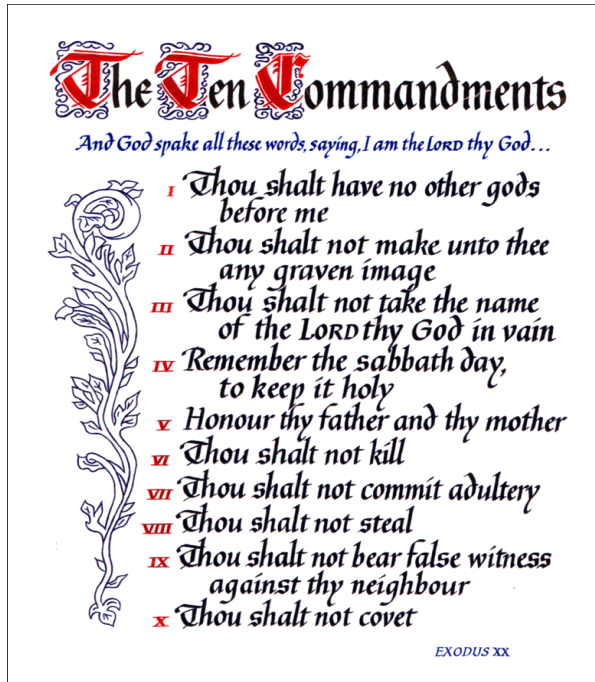 The Ten Commandments
And God spake all these words, saying, I am the LORD thy God...
I Thou shalt have no other gods
before me
II Thou shalt not make unto thee
any graven image
III Thou shalt not take the name
of the LORD thy God in vain
IV Remember the sabbath day,
to keep it holy
V Honour thy father and thy mother
VI Thou shalt not kill
VII Thou shalt not commit adultery
VIII Thou shalt not steal
IX Thou shalt not bear false witness
against thy neighbour
X Thou shalt not covet
EXODUS XX